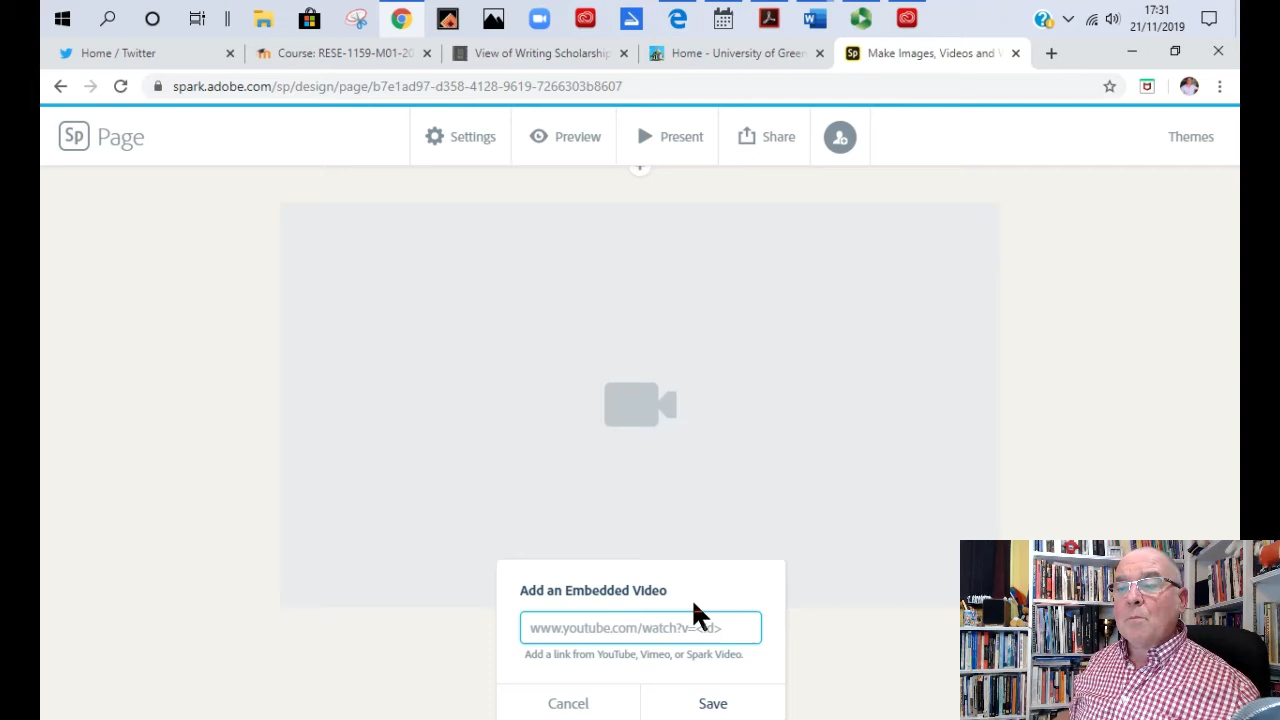 17:31
21/11/2019
Home / Twitter
Course: RESE-1159-M01-20
View of Writing Scholarship
Home - University of Green
Sp Make Images, Videos and
spark.adobe.com/sp/design/page/b7e1ad97-d358-4128-9619-7266303b8607
Sp Page
Settings
Preview
Present
Share
Themes
Add an Embedded Video
www.youtube.com/watch?v=<id>
Add a link from YouTube, Vimeo, or Spark Video.
Cancel
Save